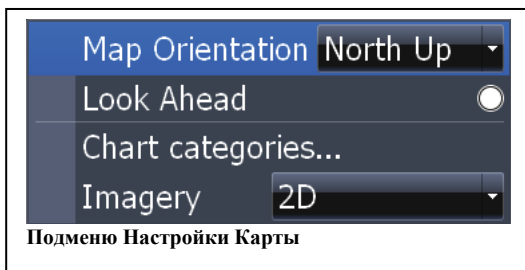 Map Orientation North Up
Look Ahead
Chart categories...
Imagery 2D
Подменю Настройки Карты